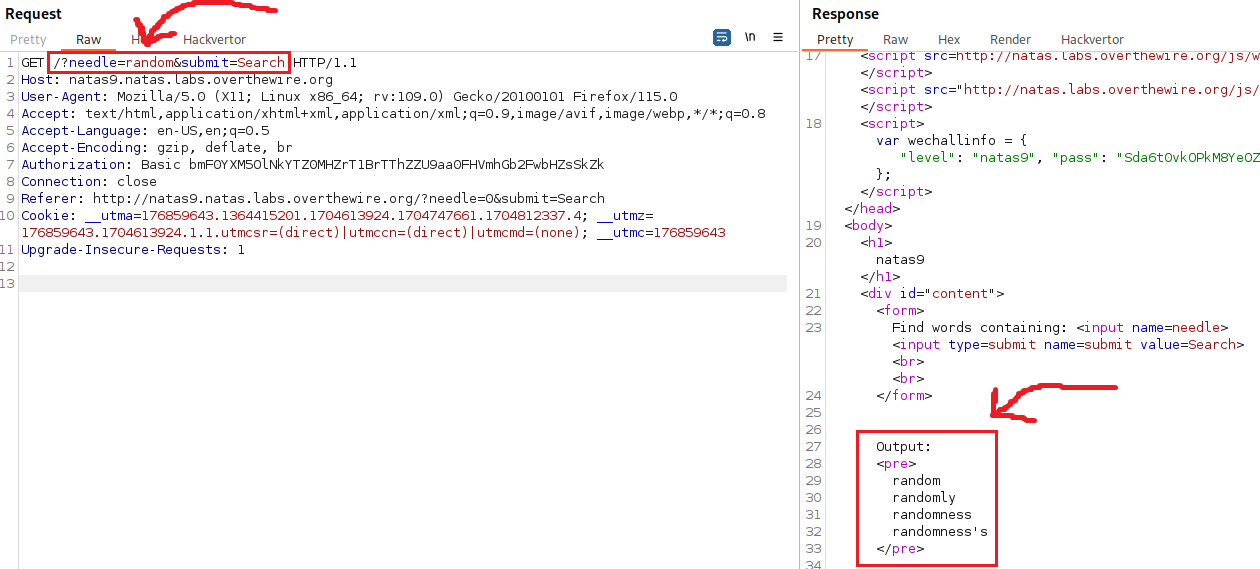 Request
Pretty Raw Hackvertor
1 GET /?needle=random&submit=Search HTTP/1.1
2 Host: natas9.natas.labs.overthewire.org
3 User-Agent: Mozilla/5.0 (X11; Linux x86_64; rv:109.0) Gecko/20100101 Firefox/115.0
4 Accept: text/html,application/xhtml+xml,application/xml;q=0.9,image/avif,image/webp,*/*;q=0.8
5 Accept-Language: en-US,en;q=0.5
6 Accept-Encoding: gzip, deflate, br
7 Authorization: Basic
8 Connection: close
9 Referer: http://natas9.natas.labs.overthewire.org/?needle=0&submit=Search
10 Cookie: __utma=176859643.1364415201.1704613924.1704747661.1704812337.4; __utmz=
176859643.1704613924.1.1.utmcsr=(direct)|utmccn=(direct)|utmcmd=(none); __utmc=176859643
11 Upgrade-Insecure-Requests: 1
12
13
\n
Response
Pretty Raw Hex Render Hackvertor
17 <script src=http://natas.labs.overthewire.org/js/w
</script>
<script src="http://natas.labs.overthewire.org/js/
</script>
18 <script>
var wechallinfo = {
"level": "natas9", "pass":
};
</script>
</head>
19 <body>
20 <h1>
natas9
</h1>
21 <div id="content">
22 <form>
23 Find words containing: <input name=needle>
<input type=submit name=submit value=Search>
<br>
<br>
24 </form>
25
26
27 Output:
28 <pre>
29 random
30 randomly
31 randomness
32 randomness's
33 </pre>
34